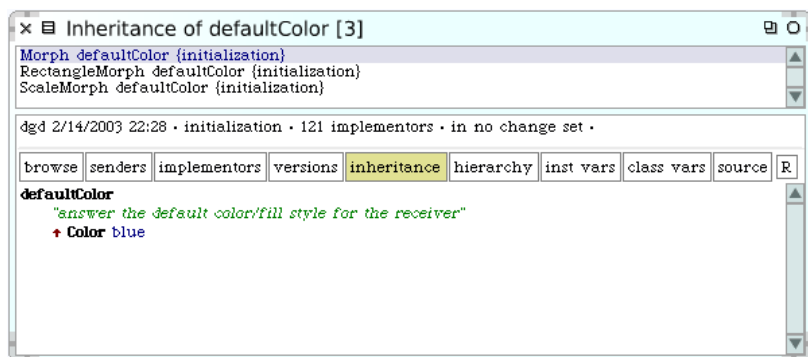 Inheritance of defaultColor [3]
Morph defaultColor {initialization}
RectangleMorph defaultColor {initialization}
ScaleMorph defaultColor {initialization}
dgd 2/14/2003 22:28 · initialization · 121 implementors · in no change set ·
browse senders implementors versions inheritance hierarchy inst vars class vars source R
defaultColor
"answer the default color/fill style for the receiver"
↑ Color blue